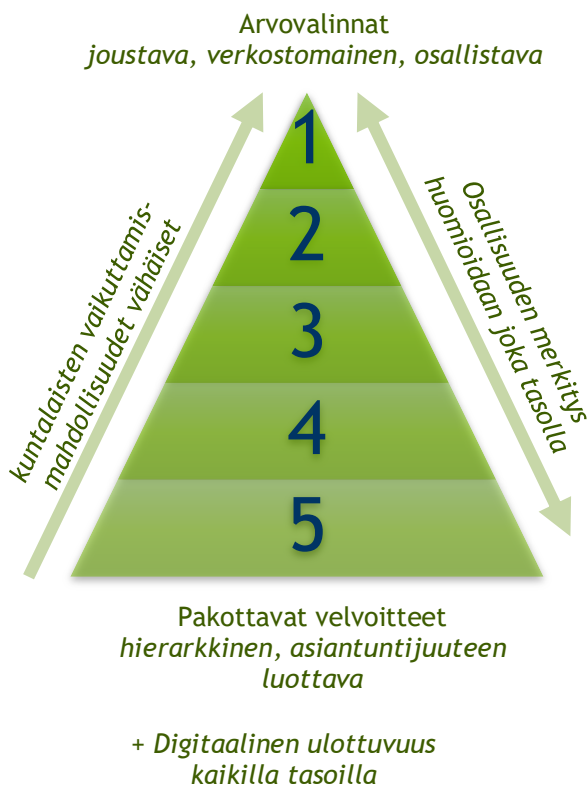 Arvovalinnat
joustava, verkostomainen, osallistava
1
2
3
4
5
kuntalaisten vaikuttamis-
mahdollisuudet vähäiset
Osallisuuden merkitys
huomioidaan joka tasolla
Pakottavat velvoitteet
hierarkkinen, asiantuntijuuteen
luottava
+ Digitaalinen ulottuvuus
kaikilla tasoilla